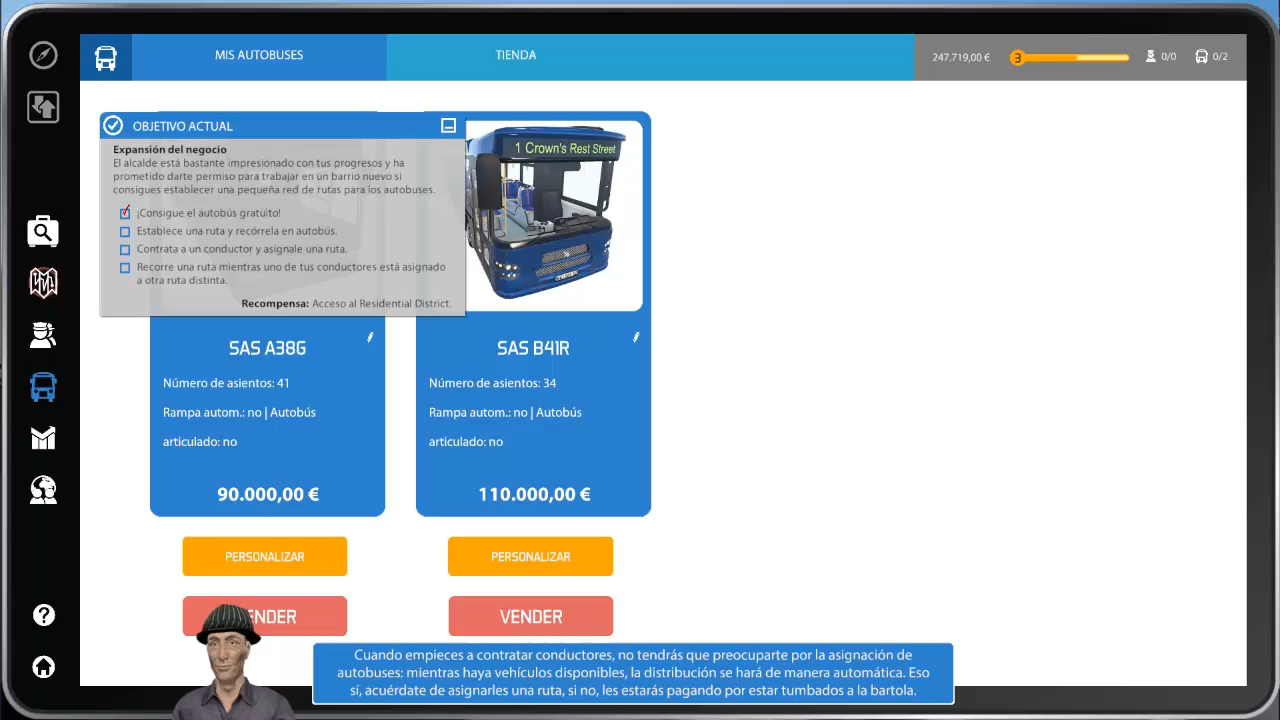 MIS AUTOBUSES
TIENDA
247.719,00 €
3
0/0
0/2
OBJETIVO ACTUAL
Expansión del negocio
El alcalde está bastante impresionado con tus progresos y ha
prometido darte permiso para trabajar en un barrio nuevo si
consigues establecer una pequeña red de rutas para los autobuses.
¡Consigue el autobús gratuito!
Establece una ruta y recórrela en autobús.
Contrata a un conductor y asígnale una ruta.
Recorre una ruta mientras uno de tus conductores está asignado
a otra ruta distinta.
Recompensa: Acceso al Residential District.
1 Crown's Rest Street
SAS A38G
Número de asientos: 41
Rampa autom.: no | Autobús
articulado: no
90.000,00 €
PERSONALIZAR
VENDER
SAS B41R
Número de asientos: 34
Rampa autom.: no | Autobús
articulado: no
110.000,00 €
PERSONALIZAR
VENDER
Cuando empieces a contratar conductores, no tendrás que preocuparte por la asignación de
autobuses: mientras haya vehículos disponibles, la distribución se hará de manera automática. Eso
sí, acuérdate de asignarles una ruta, si no, les estarás pagando por estar tumbados a la bartola.